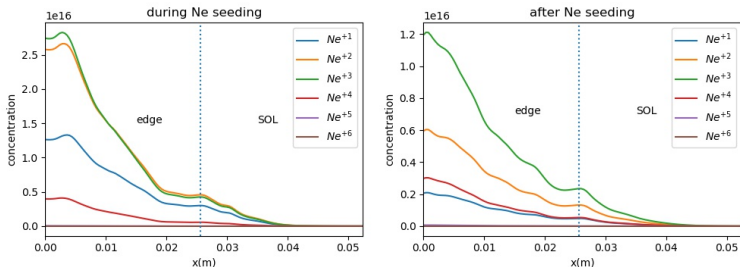 during Ne seeding
1e16
concentration
2.5
2.0
1.5
1.0
0.5
0.0
edge
SOL
Ne+1
Ne+2
Ne+3
Ne+4
Ne+5
Ne+6
0.00 0.01 0.02 0.03 0.04 0.05
x(m)
after Ne seeding
1e16
concentration
1.2
1.0
0.8
0.6
0.4
0.2
0.0
edge
SOL
Ne+1
Ne+2
Ne+3
Ne+4
Ne+5
Ne+6
0.00 0.01 0.02 0.03 0.04 0.05
x(m)